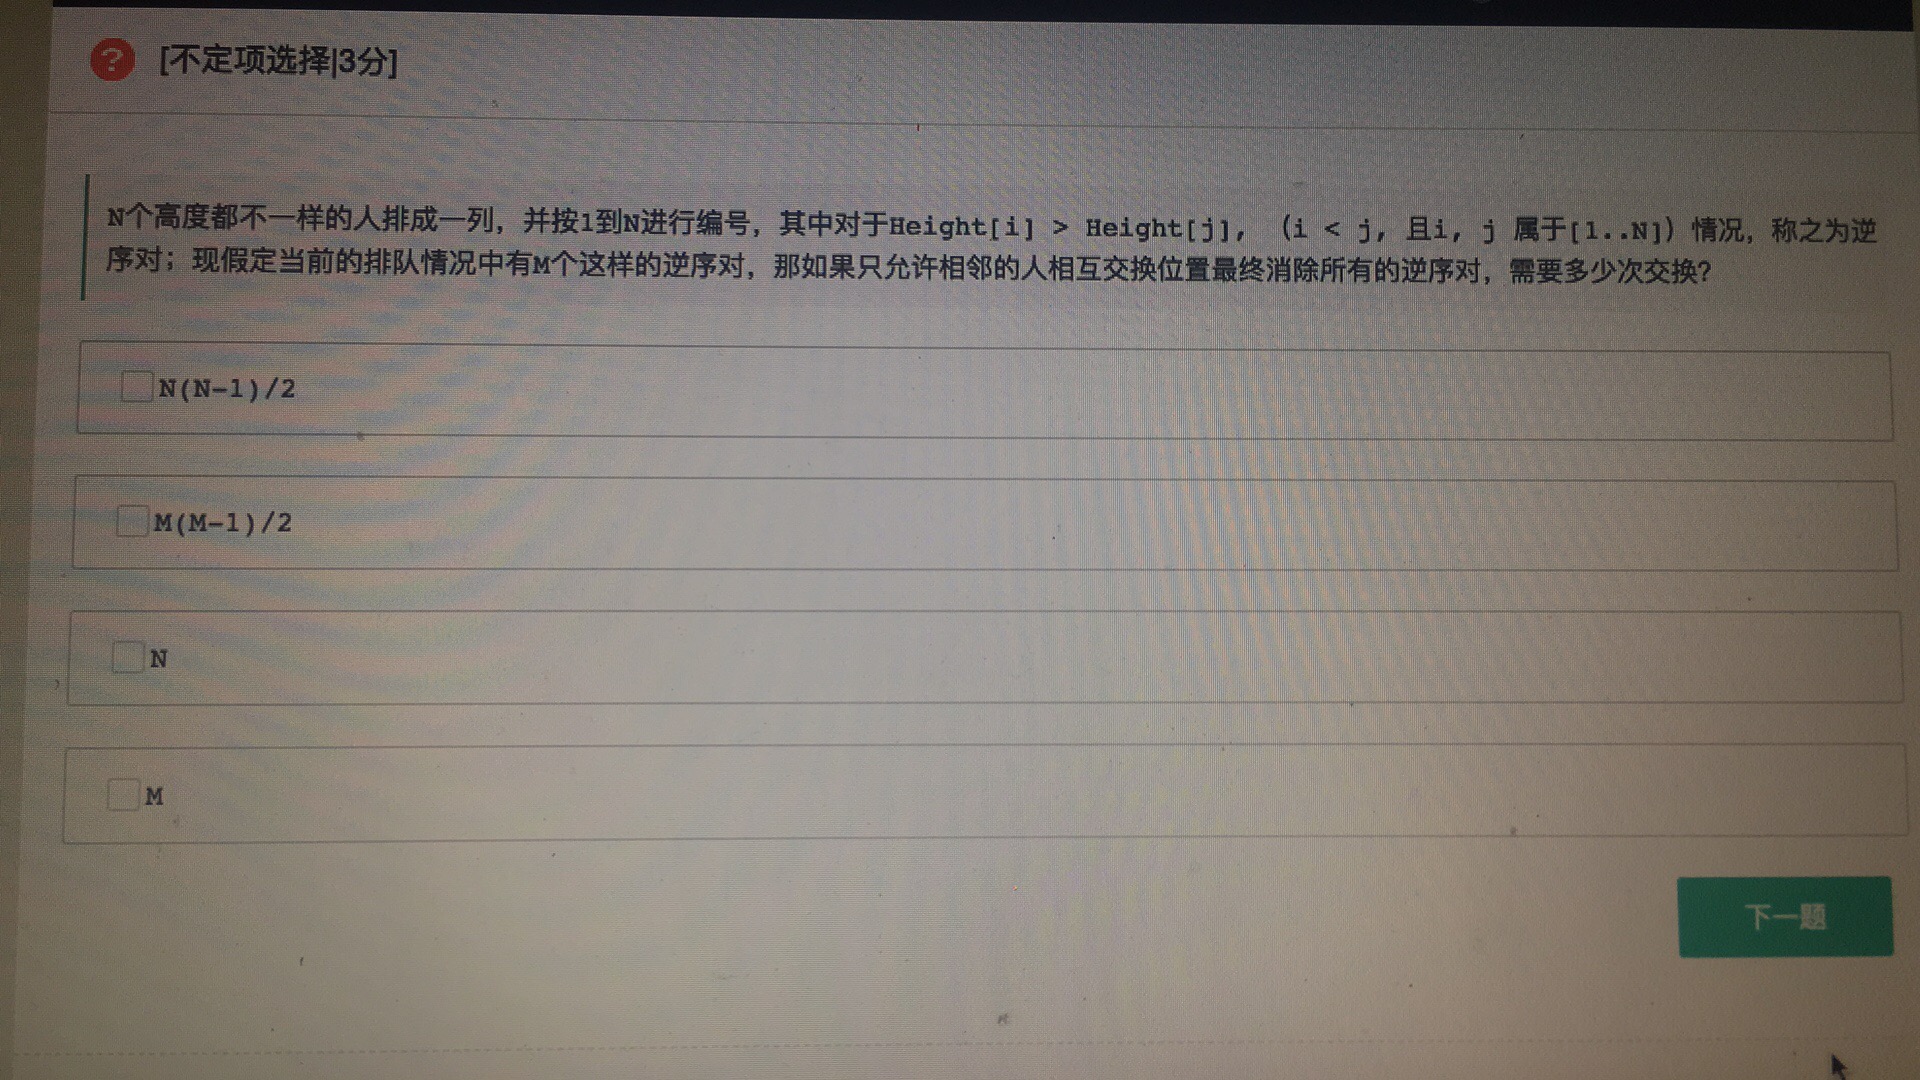 [不定项选择|3分]
N个高度都不一样的人排成一列，并按1到N进行编号，其中对于Height[i] > Height[j]，（i < j，且i，j 属于[1..N]）情况，称之为逆
序对；现假定当前的排队情况中有M个这样的逆序对，那如果只允许相邻的人相互交换位置最终消除所有的逆序对，需要多少次交换？
N(N-1)/2
M(M-1)/2
N
M
下一题